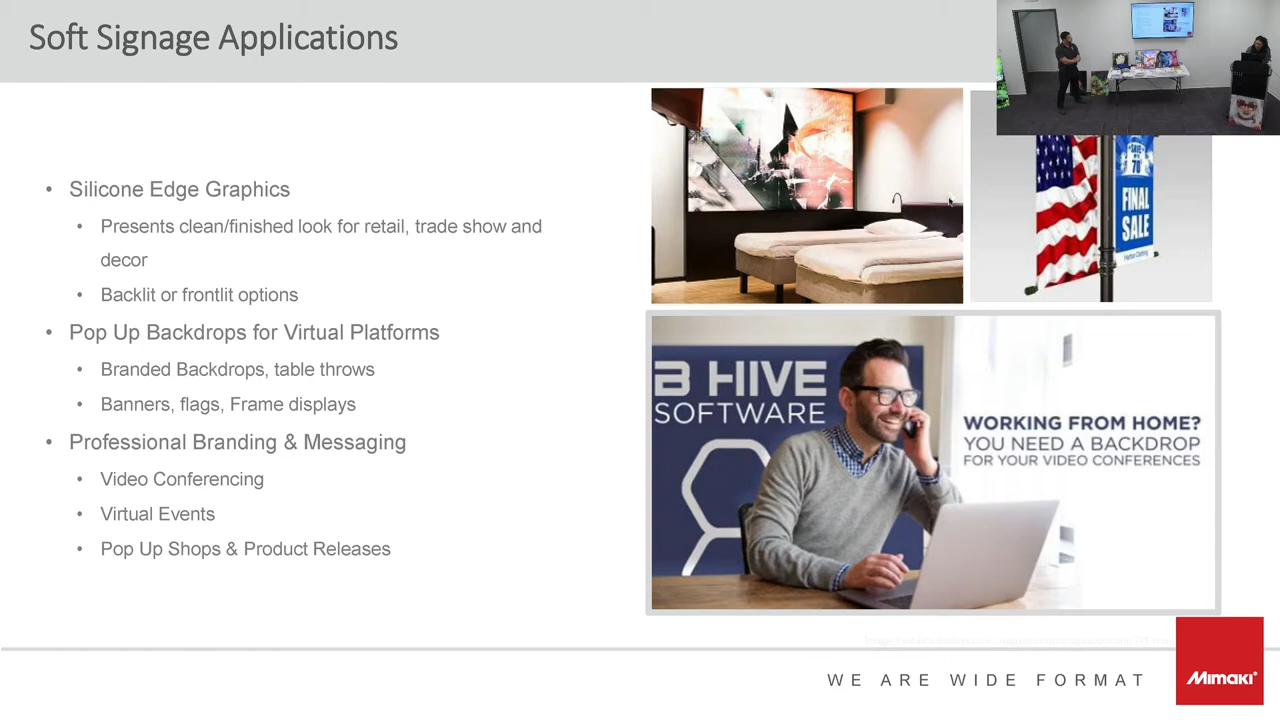 Soft Signage Applications
• Silicone Edge Graphics
• Presents clean/finished look for retail, trade show and
decor
• Backlit or frontlit options
• Pop Up Backdrops for Virtual Platforms
• Branded Backdrops, table throws
• Banners, flags, Frame displays
• Professional Branding & Messaging
• Video Conferencing
• Virtual Events
• Pop Up Shops & Product Releases
70
FINAL
SALE
B HIVE
SOFTWARE
WORKING FROM HOME?
YOU NEED A BACKDROP
FOR YOUR VIDEO CONFERENCES
WE ARE WIDE FORMAT
Mimaki